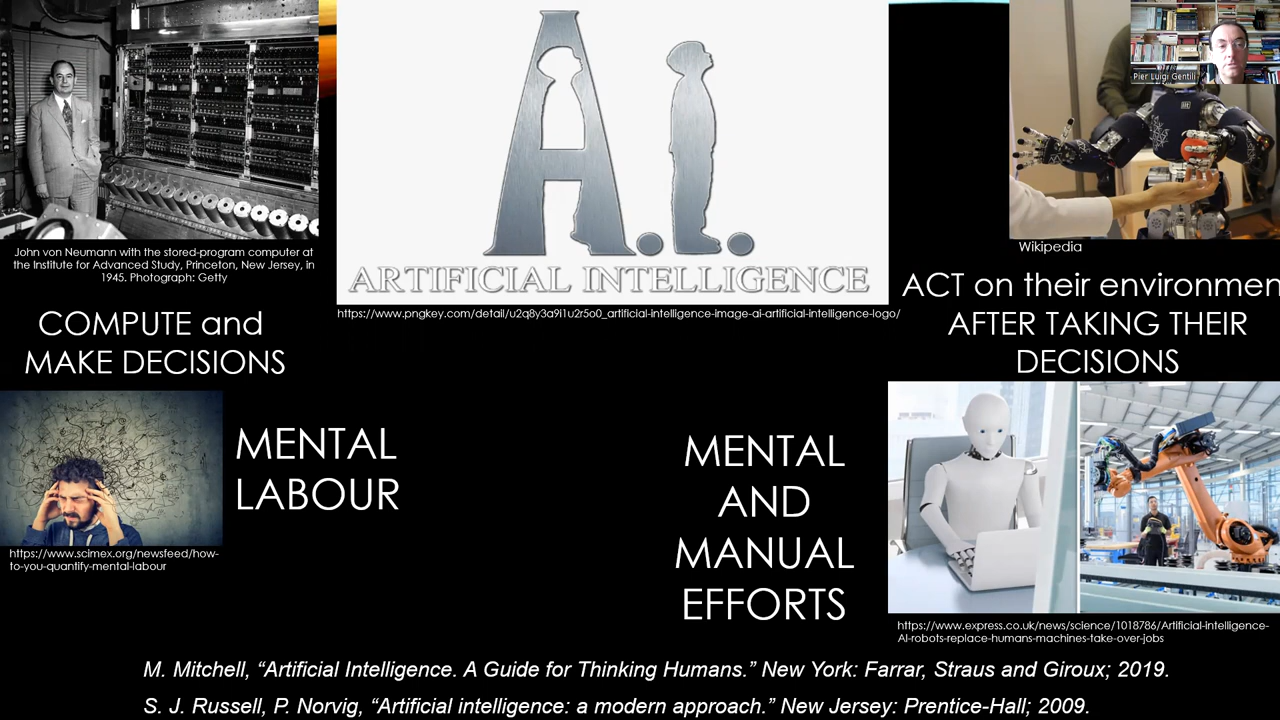 A.i.
ARTIFICIAL INTELLIGENCE
Pier Luigi Gentili
John von Neumann with the stored-program computer at
the Institute for Advanced Study, Princeton, New Jersey, in
1945. Photograph: Getty
https://www.pngkey.com/detail/u2q8y3a9i1u2r5o0_artificial-intelligence-image-ai-artificial-intelligence-logo/
Wikipedia
COMPUTE and
MAKE DECISIONS
ACT on their environmen
AFTER TAKING THEIR
DECISIONS
MENTAL
LABOUR
https://www.scimex.org/newsfeed/how-
to-you-quantify-mental-labour
MENTAL
AND
MANUAL
EFFORTS
https://www.express.co.uk/news/science/1018786/Artificial-intelligence-
AI-robots-replace-humans-machines-take-over-jobs
M. Mitchell, “Artificial Intelligence. A Guide for Thinking Humans.” New York: Farrar, Straus and Giroux; 2019.
S. J. Russell, P. Norvig, “Artificial intelligence: a modern approach.” New Jersey: Prentice-Hall; 2009.